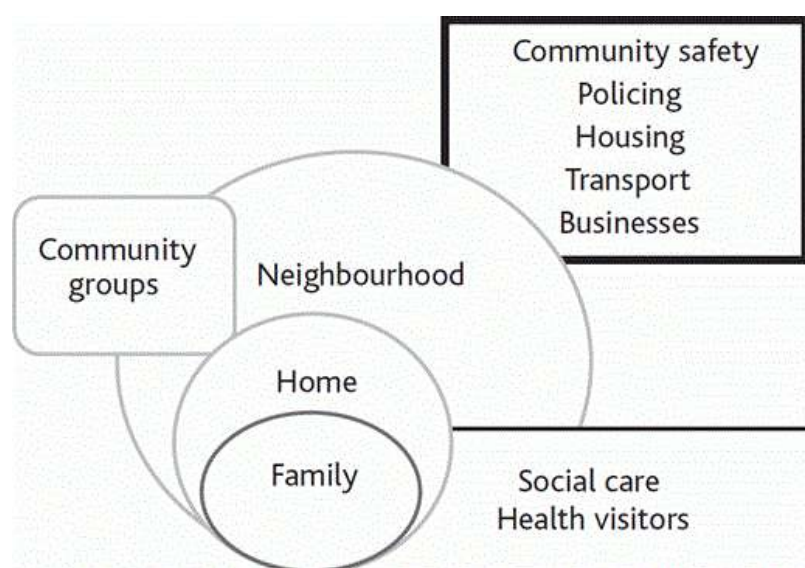 Community safety
Policing
Housing
Transport
Businesses
Community
groups
Neighbourhood
Home
Family
Social care
Health visitors